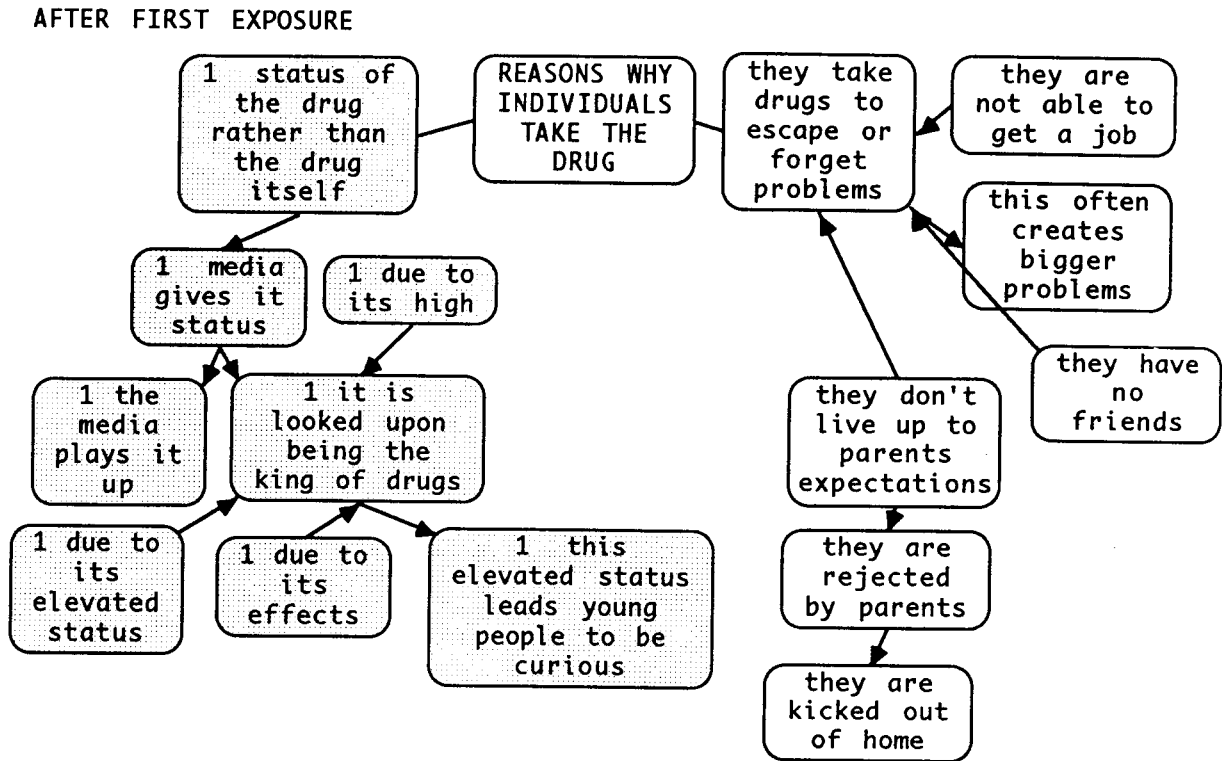 AFTER FIRST EXPOSURE
1 status of
the drug
rather than
the drug
itself
REASONS WHY
INDIVIDUALS
TAKE THE
DRUG
they take
drugs to
escape or
forget
problems
they are
not able to
get a job
this often
creates
bigger
problems
1 media
gives it
status
1 due to
its high
they have
no
friends
1 the
media
plays it
up
1 it is
looked upon
being the
king of drugs
they don't
live up to
parents
expectations
1 due to
its
elevated
status
1 due to
its
effects
1 this
elevated status
leads young
people to be
curious
they are
rejected
by parents
they are
kicked out
of home